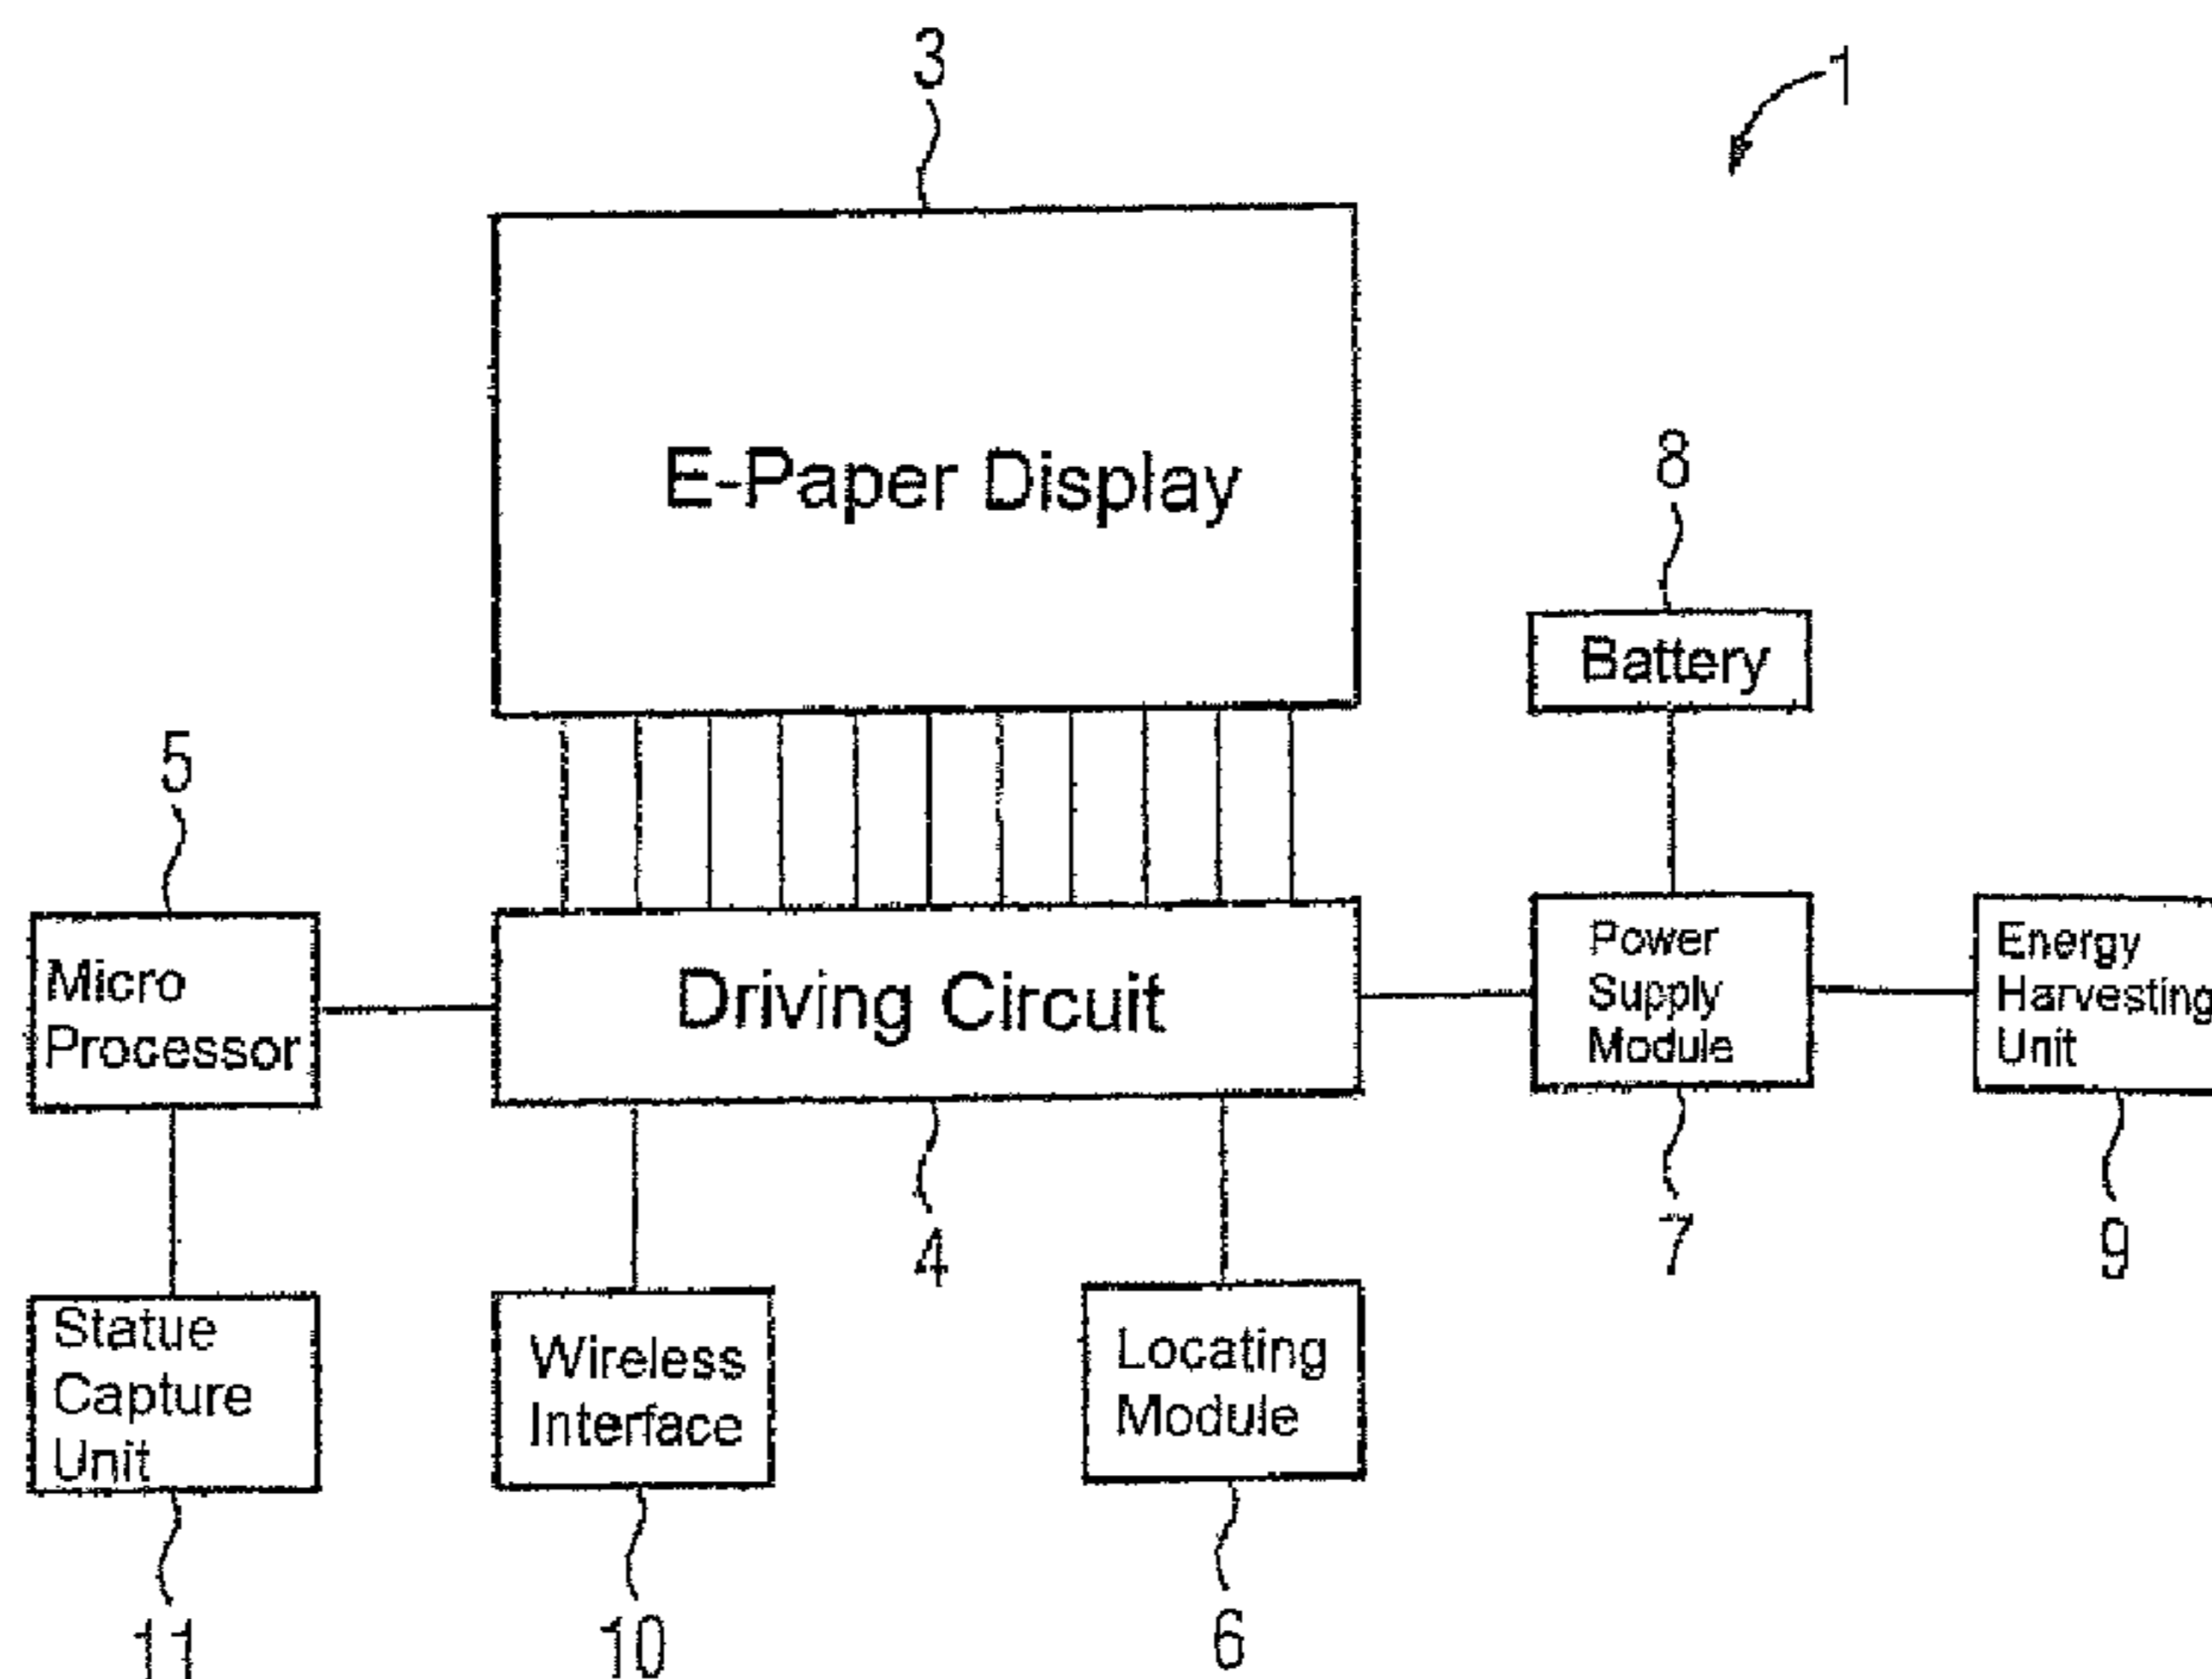 3
1
E-Paper Display
8
Battery
5
Micro
Processor
Driving Circuit
Power
Supply
Module
Energy
Harvesting
Unit
4
7
9
Statue
Capture
Unit
Wireless
Interface
Locating
Module
11
10
6